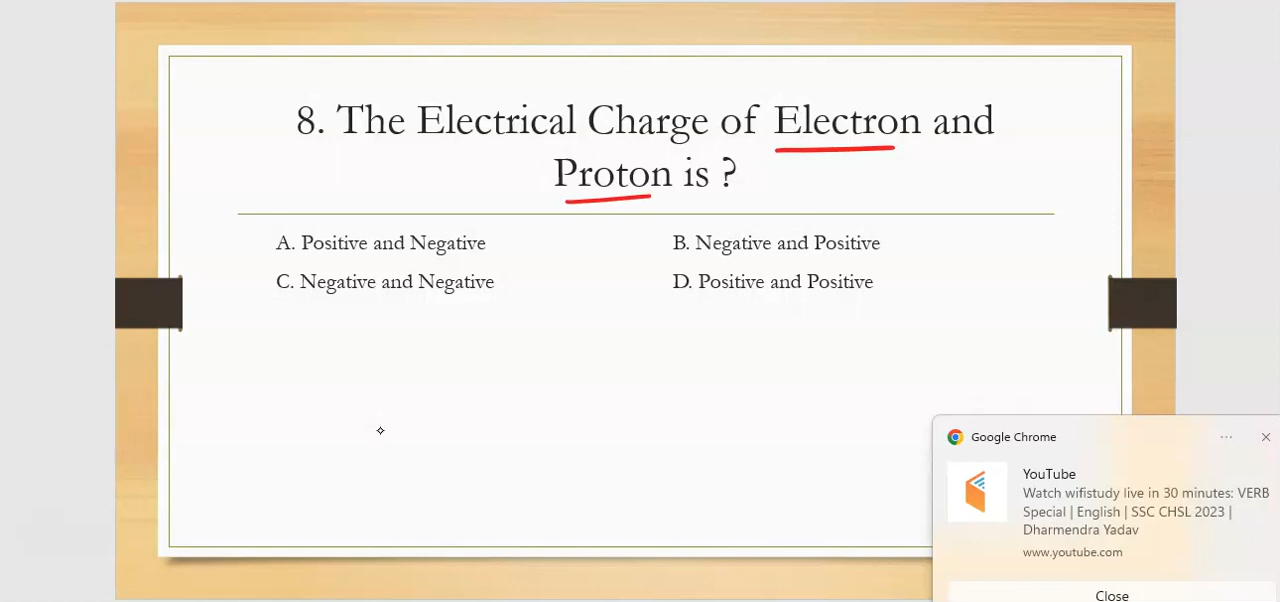 8. The Electrical Charge of Electron and
Proton is ?
A. Positive and Negative
B. Negative and Positive
C. Negative and Negative
D. Positive and Positive
Google Chrome
YouTube
Watch wifistudy live in 30 minutes: VERB
Special | English | SSC CHSL 2023 |
Dharmendra Yadav
www.youtube.com
Close